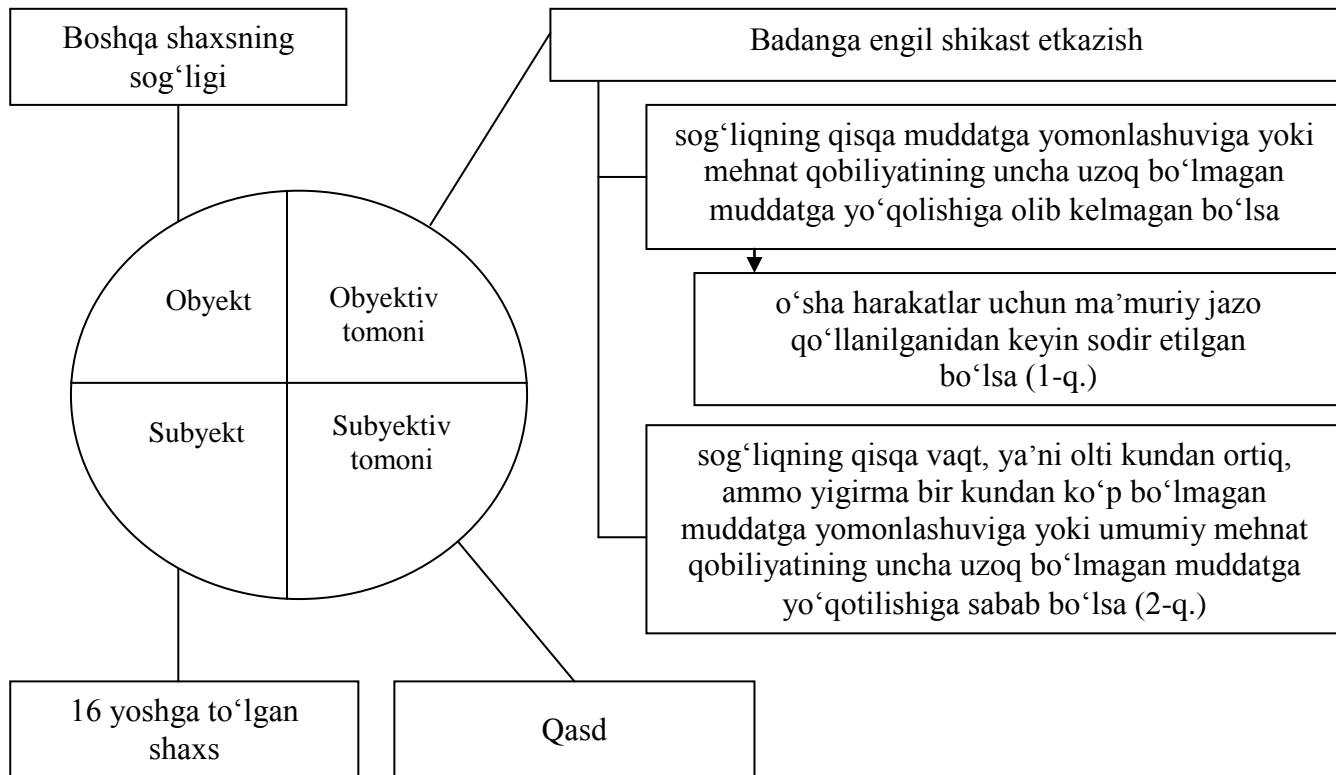 Boshqa shaxsning
sog‘ligi
Badanga engil shikast etkazish
sog‘liqning qisqa muddatga yomonlashuviga yoki
mehnat qobiliyatining uncha uzoq bo‘lmagan
muddatga yo‘qolishiga olib kelmagan bo‘lsa
o‘sha harakatlar uchun ma’muriy jazo
qo‘llanilganidan keyin sodir etilgan
bo‘lsa (1-q.)
sog‘liqning qisqa vaqt, ya’ni olti kundan ortiq,
ammo yigirma bir kundan ko‘p bo‘lmagan
muddatga yomonlashuviga yoki umumiy mehnat
qobiliyatining uncha uzoq bo‘lmagan muddatga
yo‘qotilishiga sabab bo‘lsa (2-q.)
Obyekt
Obyektiv
tomoni
Subyekt
Subyektiv
tomoni
16 yoshga to‘lgan
shaxs
Qasd